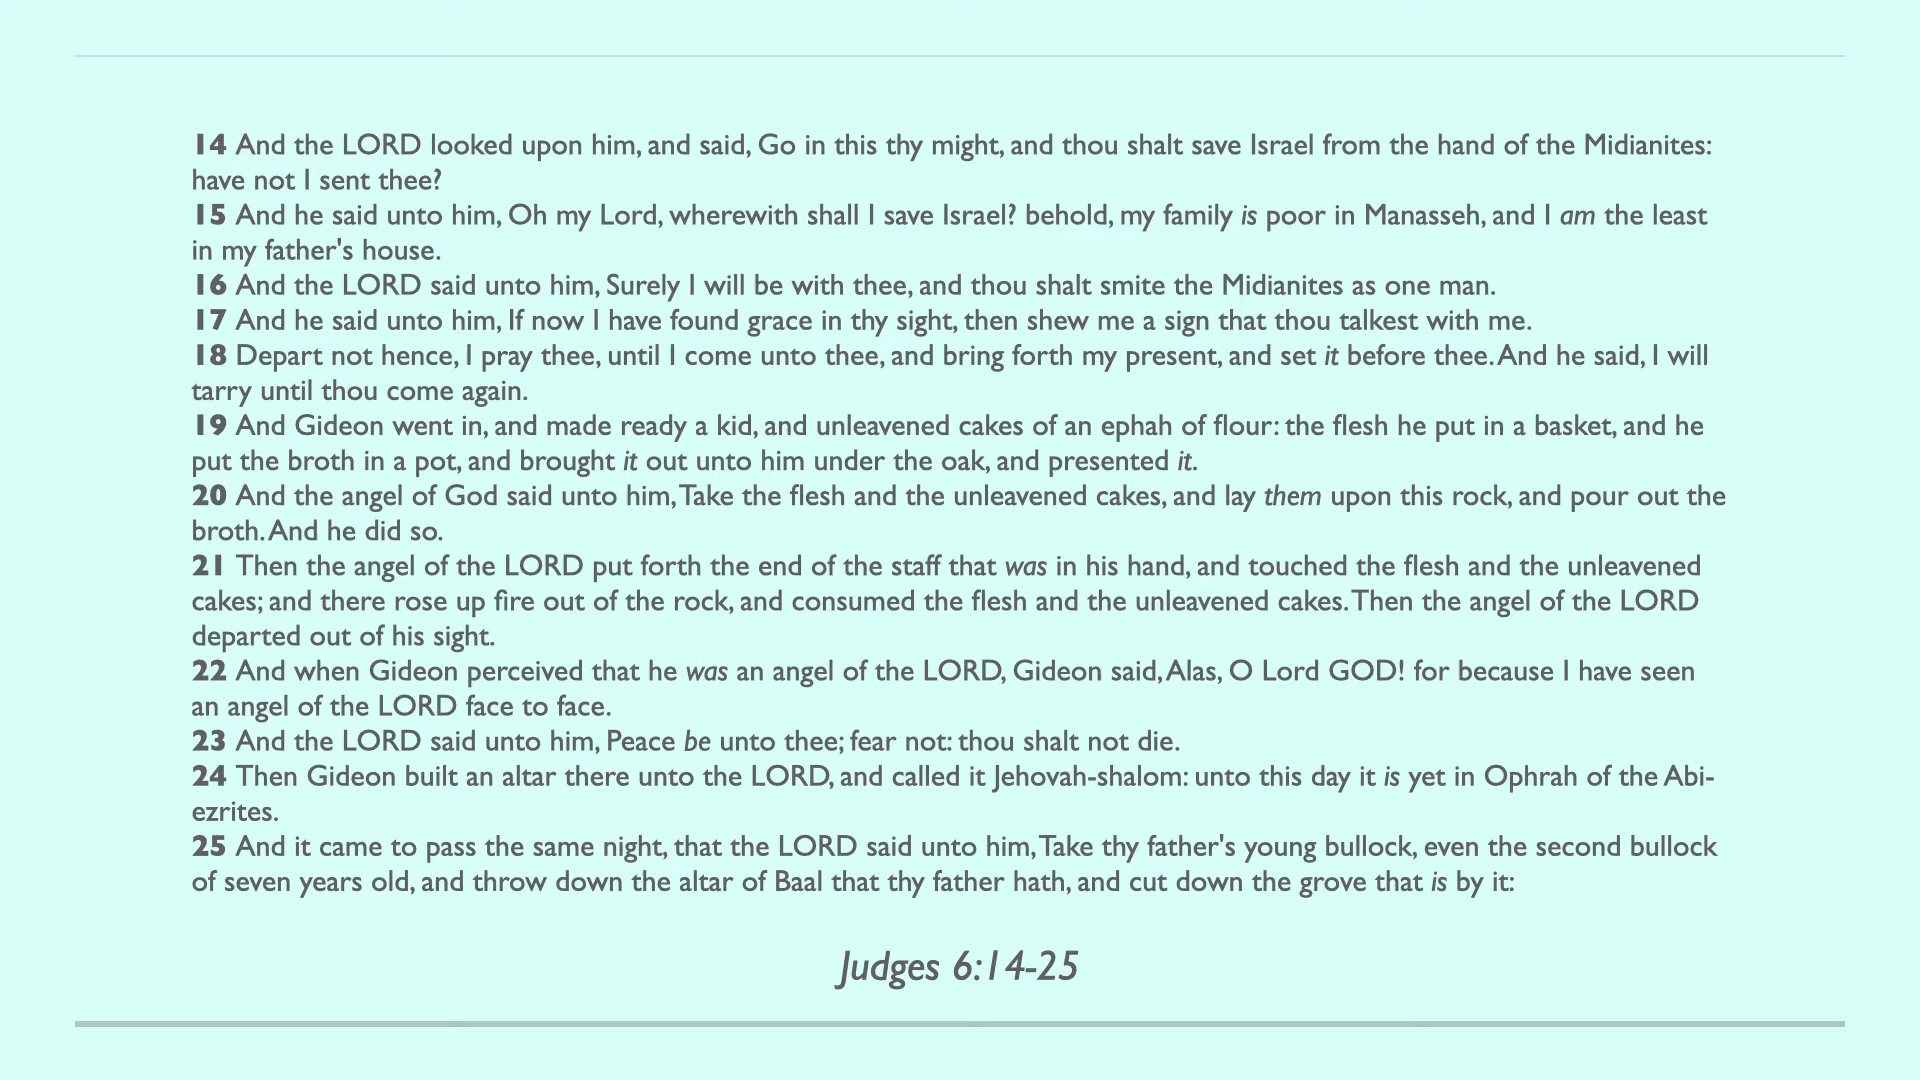 14 And the LORD looked upon him, and said, Go in this thy might, and thou shalt save Israel from the hand of the Midianites:
have not I sent thee?
15 And he said unto him, Oh my Lord, wherewith shall I save Israel? behold, my family is poor in Manasseh, and I am the least
in my father's house.
16 And the LORD said unto him, Surely I will be with thee, and thou shalt smite the Midianites as one man.
17 And he said unto him, If now I have found grace in thy sight, then shew me a sign that thou talkest with me.
18 Depart not hence, I pray thee, until I come unto thee, and bring forth my present, and set it before thee. And he said, I will
tarry until thou come again.
19 And Gideon went in, and made ready a kid, and unleavened cakes of an ephah of flour: the flesh he put in a basket, and he
put the broth in a pot, and brought it out unto him under the oak, and presented it.
20 And the angel of God said unto him, Take the flesh and the unleavened cakes, and lay them upon this rock, and pour out the
broth. And he did so.
21 Then the angel of the LORD put forth the end of the staff that was in his hand, and touched the flesh and the unleavened
cakes; and there rose up fire out of the rock, and consumed the flesh and the unleavened cakes. Then the angel of the LORD
departed out of his sight.
22 And when Gideon perceived that he was an angel of the LORD, Gideon said, Alas, O Lord GOD! for because I have seen
an angel of the LORD face to face.
23 And the LORD said unto him, Peace be unto thee; fear not: thou shalt not die.
24 Then Gideon built an altar there unto the LORD, and called it Jehovah-shalom: unto this day it is yet in Ophrah of the Abi-
ezrites.
25 And it came to pass the same night, that the LORD said unto him, Take thy father's young bullock, even the second bullock
of seven years old, and throw down the altar of Baal that thy father hath, and cut down the grove that is by it:
Judges 6:14-25